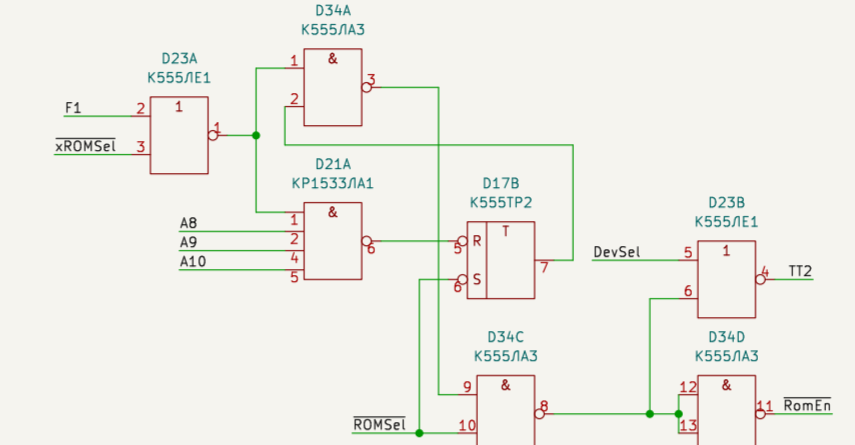 D34A
К555ЛА3
&
1
2
3
D23A
К555ЛЕ1
1
F1
2
xROMSel
3
1
D21A
КР1533ЛА1
&
1
2
4
5
6
A8
A9
A10
D17B
К555ТР2
T
R
S
5
6
7
D23B
К555ЛЕ1
1
DevSel
5
6
4
TT2
D34C
К555ЛА3
&
9
10
8
ROMSel
D34D
К555ЛА3
&
12
13
11
RomEn